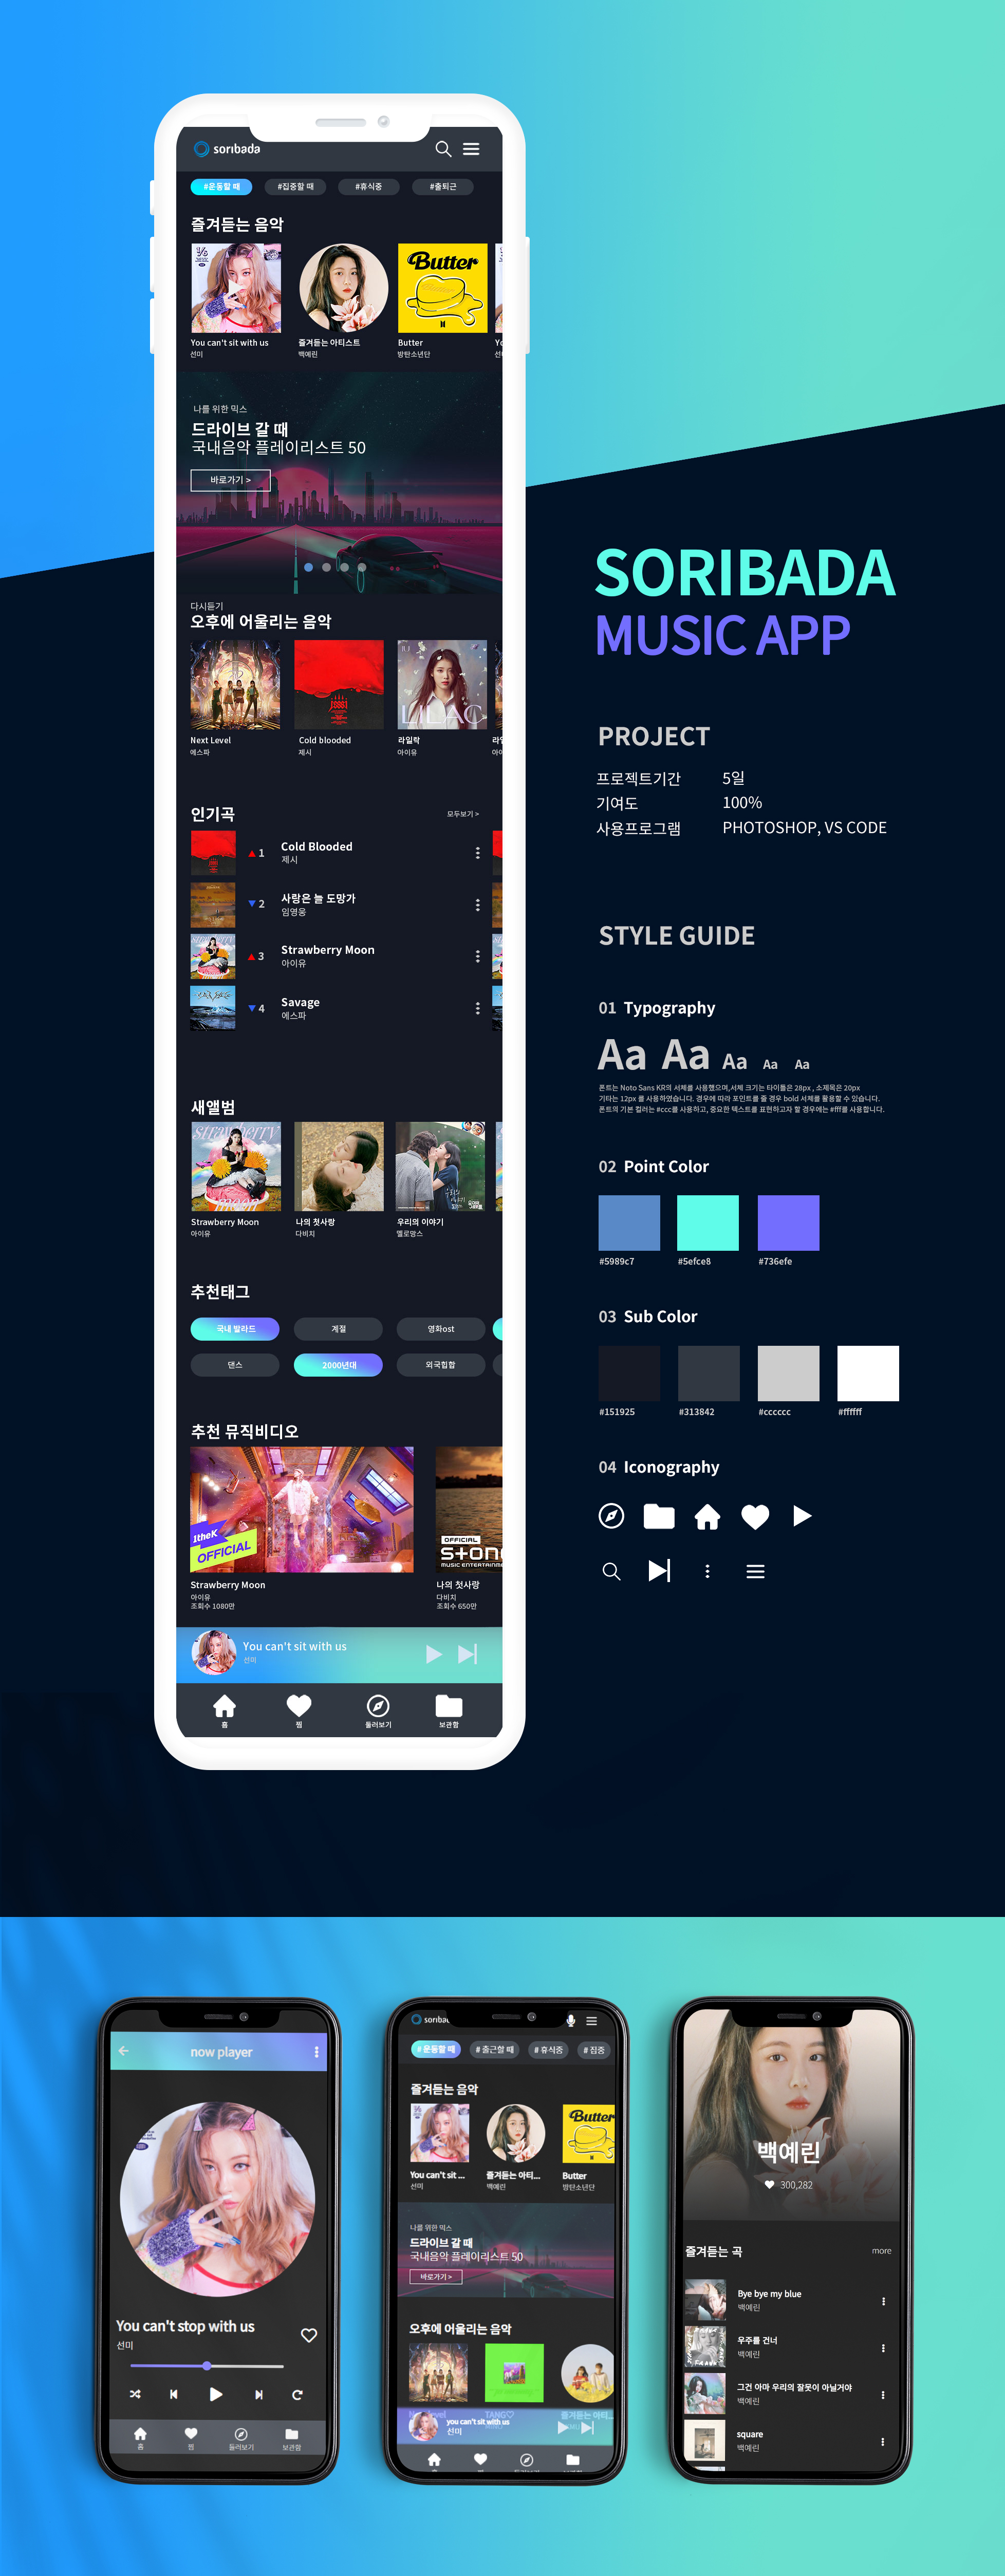 soribada
#운동할 때 #집중할 때 #휴식중 #출퇴근
즐겨듣는 음악
Butter
You can't sit with us 즐겨듣는 아티스트 Butter
선미 백예린 방탄소년단
나를 위한 믹스
드라이브 갈 때
국내음악 플레이리스트 50
바로가기 >
다시듣기
오후에 어울리는 음악
LILAC
Next Level Cold blooded 라일락
에스파 제시 아이유
인기곡 모두보기 >
1 Cold Blooded
제시
2 사랑은 늘 도망가
임영웅
3 Strawberry Moon
아이유
4 Savage
에스파
새앨범
strawberry
moon
Strawberry Moon 나의 첫사랑 우리의 이야기
아이유 다비치 멜로망스
추천태그
국내 발라드 계절 영화ost
댄스 2000년대 외국힙합
추천 뮤직비디오
1theK
OFFICIAL
OFFICIAL
MUSIC ENTERTAINME
Strawberry Moon 나의 첫사랑
아이유 다비치
조회수 1080만 조회수 650만
You can't sit with us
선미
홈 찜 둘러보기 보관함
SORIBADA
MUSIC APP
PROJECT
프로젝트기간 5일
기여도 100%
사용프로그램 PHOTOSHOP, VS CODE
STYLE GUIDE
01 Typography
Aa Aa Aa Aa Aa
폰트는 Noto Sans KR의 서체를 사용했으며,서체 크기는 타이틀은 28px , 소제목은 20px
기타는 12px 를 사용하였습니다. 경우에 따라 포인트를 줄 경우 bold 서체를 활용할 수 있습니다.
폰트의 기본 컬러는 #ccc를 사용하고, 중요한 텍스트를 표현하고자 할 경우에는 #fff를 사용합니다.
02 Point Color
#5989c7 #5efce8 #736efe
03 Sub Color
#151925 #313842 #cccccc #ffffff
04 Iconography
now player
You can't stop with us
선미
홈 찜 둘러보기 보관함
# 운동할 때 # 출근할 때 # 휴식중 # 집중
즐겨듣는 음악
Butter
You can't sit ... 즐겨듣는 아티... Butter
선미 백예린 방탄소년단
나를 위한 믹스
드라이브 갈 때
국내음악 플레이리스트 50
바로가기 >
오후에 어울리는 음악
TANG♡ 즐겨듣는 아티...
you can't sit with us
선미
백예린
300,282
즐겨듣는 곡 more
Bye bye my blue
백예린
우주를 건너
백예린
그건 아마 우리의 잘못이 아닐거야
백예린
square
백예린